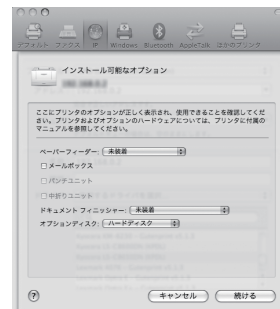 デフォルト ファクス IP Windows Bluetooth AppleTalk ほかのプリンタ
インストール可能なオプション
ここにプリンタのオプションが正しく表示され、使用できることを確認してくだ
さい。プリンタおよびオプションのハードウェアについては、プリンタに付属の
マニュアルを参照してください。
ペーパーフィーダー: 未装着
メールボックス
パンチユニット
中折りユニット
ドキュメント フィニッシャー: 未装着
オプションディスク: ハードディスク
? キャンセル 続ける